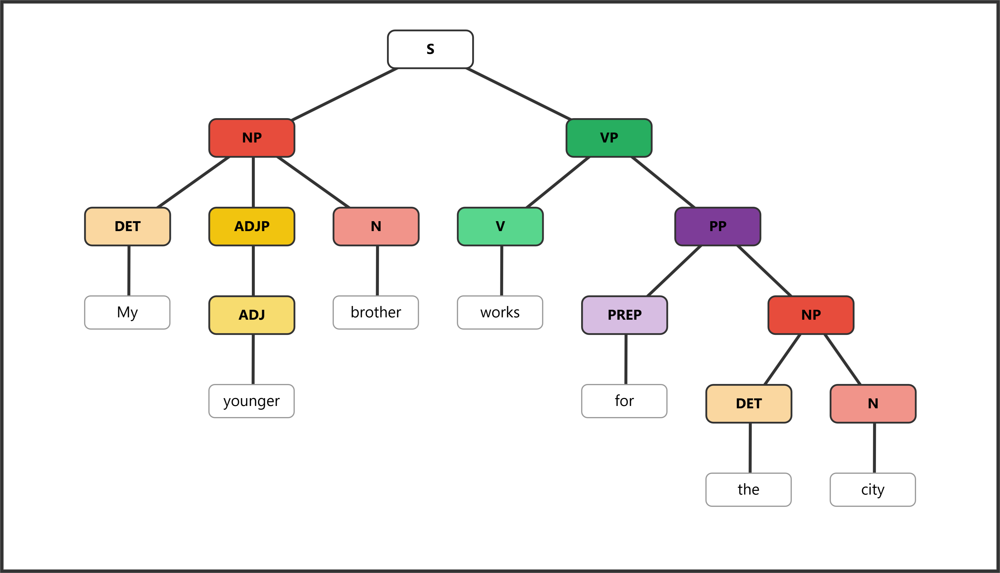 S
NP VP
DET ADJP N V PP
My ADJ brother works PREP NP
younger for DET N
the city